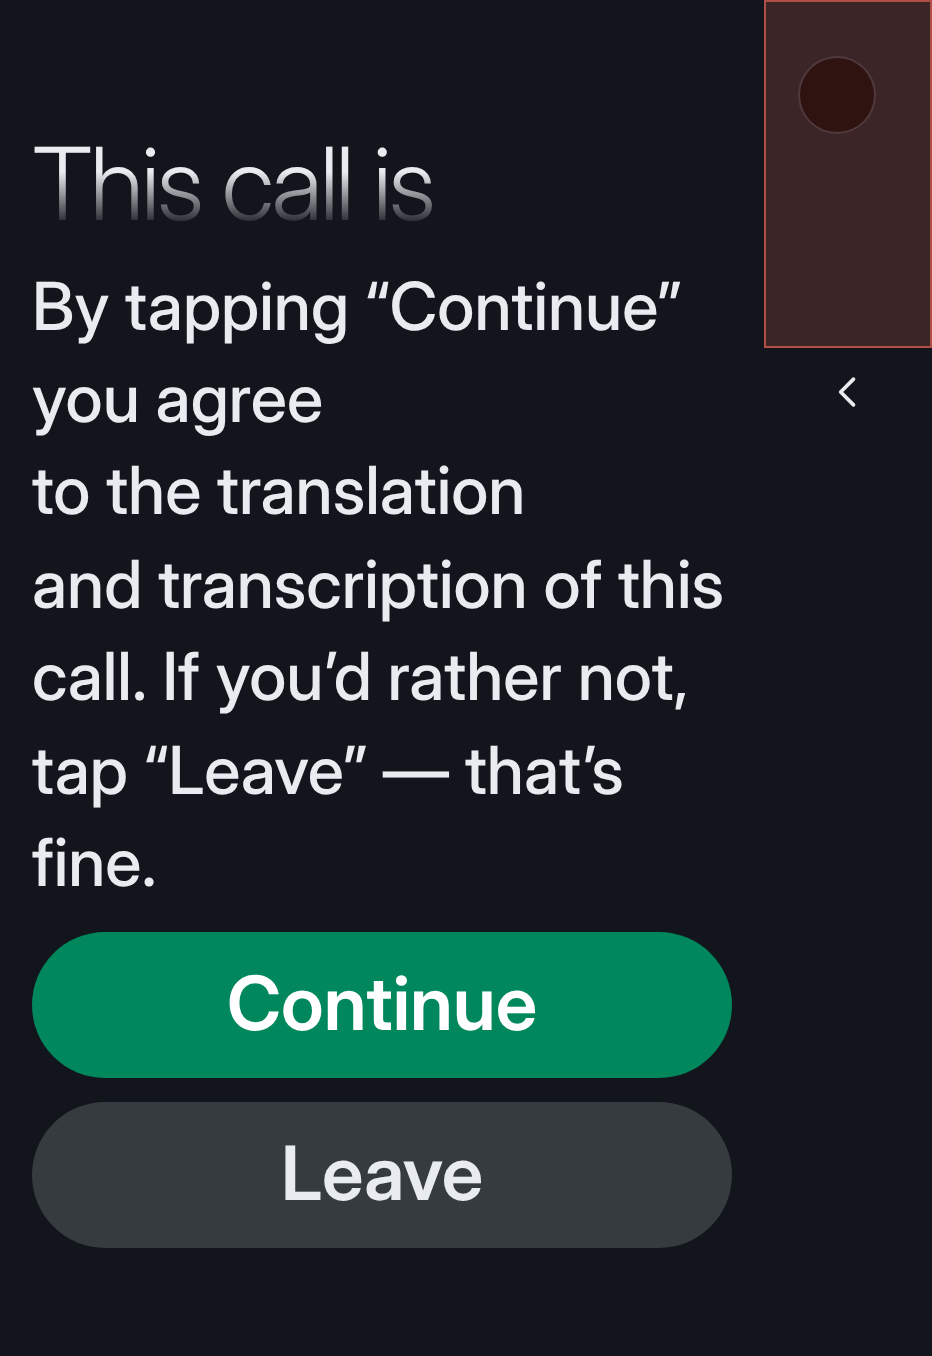 This call is
By tapping “Continue”
you agree
to the translation
and transcription of this
call. If you’d rather not,
tap “Leave” — that’s
fine.
Continue
Leave